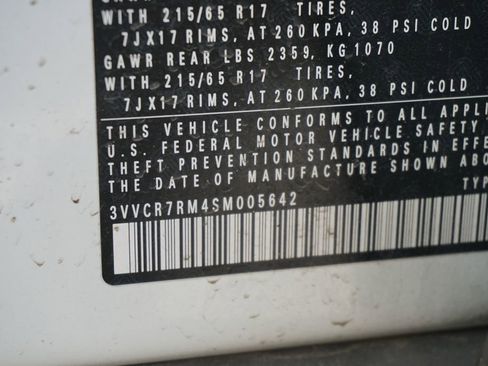 WITH 215/65 R17 TIRES,
7JX17 RIMS, AT 260 KPA, 38 PSI COLD
GAWR REAR LBS 2359, KG 1070
WITH 215/65 R17 TIRES,
7JX17 RIMS, AT 260 KPA, 38 PSI COLD
THIS VEHICLE CONFORMS TO ALL APPLI
U.S. FEDERAL MOTOR VEHICLE SAFETY,
THEFT PREVENTION STANDARDS IN EFFE
THE DATE OF MANUFACTURE SHOWN ABOV
3VVCR7RM4SM005642 TYP